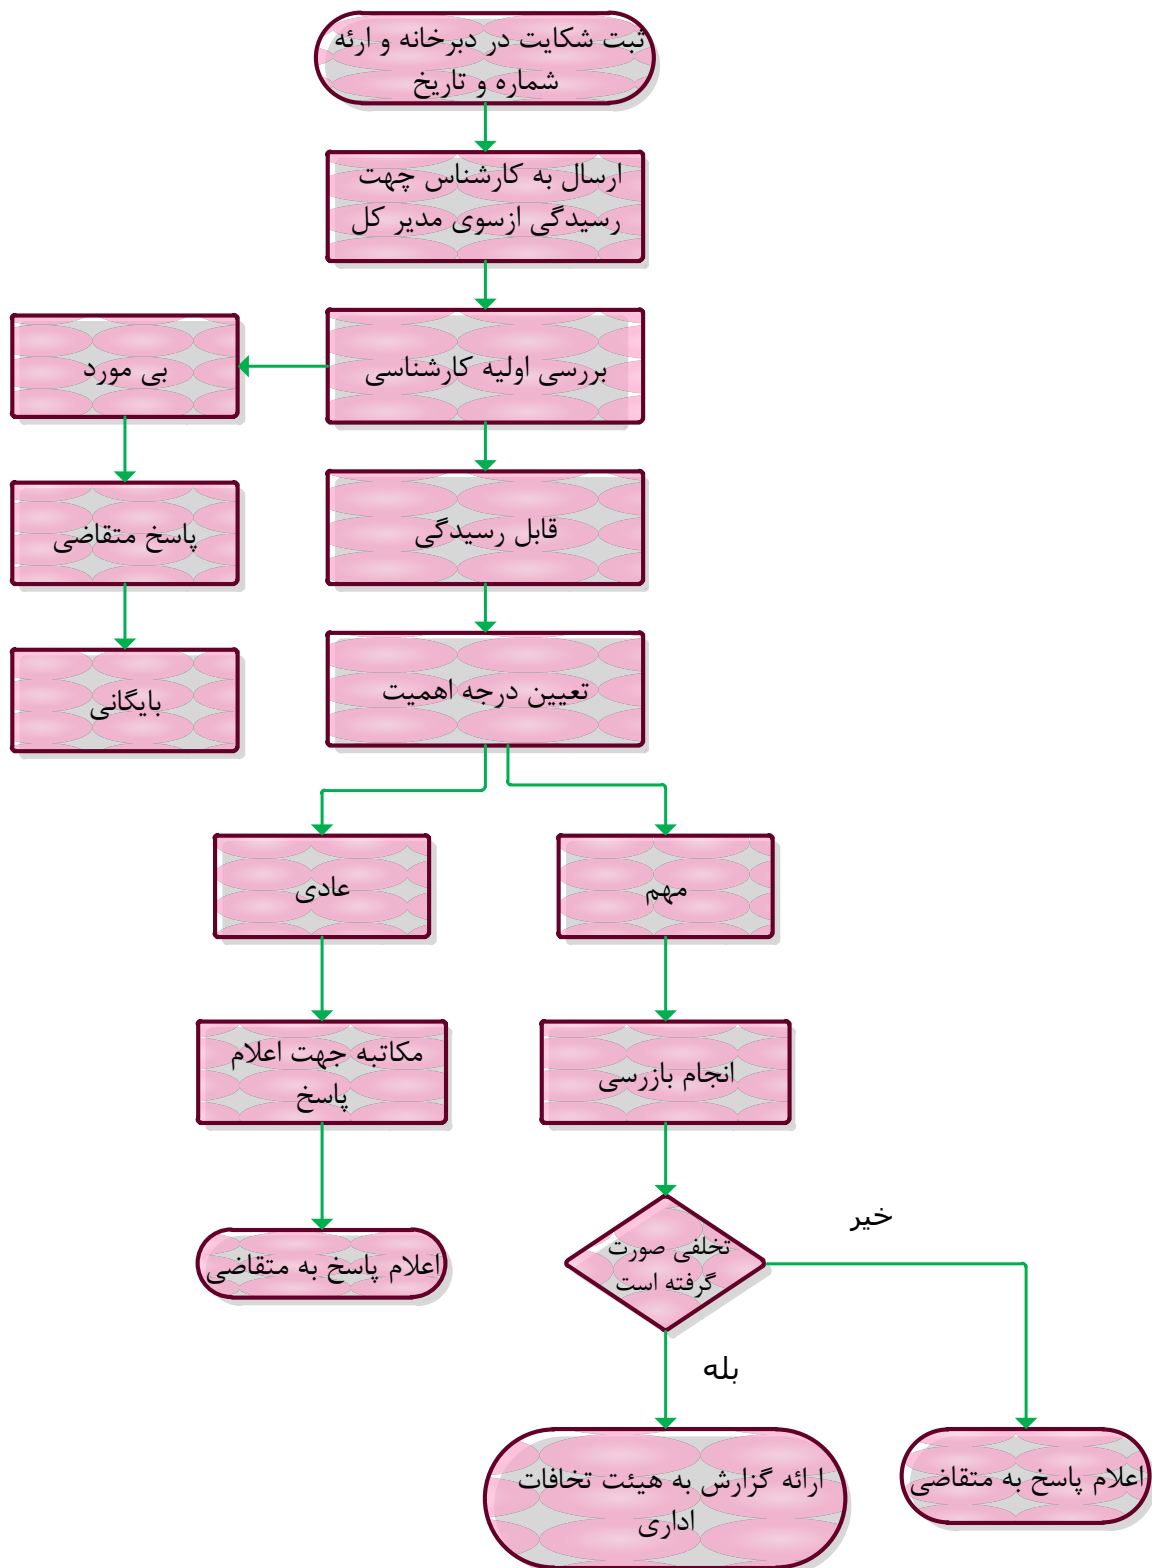 ثبت شکایت در دبرخانه و ارئه
شماره و تاریخ
ارسال به کارشناس چهت
رسیدگی ازسوی مدیر کل
بررسی اولیه کارشناسی
بی مورد
قابل رسیدگی
پاسخ متقاضی
تعیین درجه اهمیت
بایگانی
مهم
عادی
انجام بازرسی
مکاتبه جهت اعلام
پاسخ
تخلفی صورت
گرفته است
خیر
اعلام پاسخ به متقاضی
بله
اعلام پاسخ به متقاضی
ارائه گزارش به هیئت تخافات
اداری